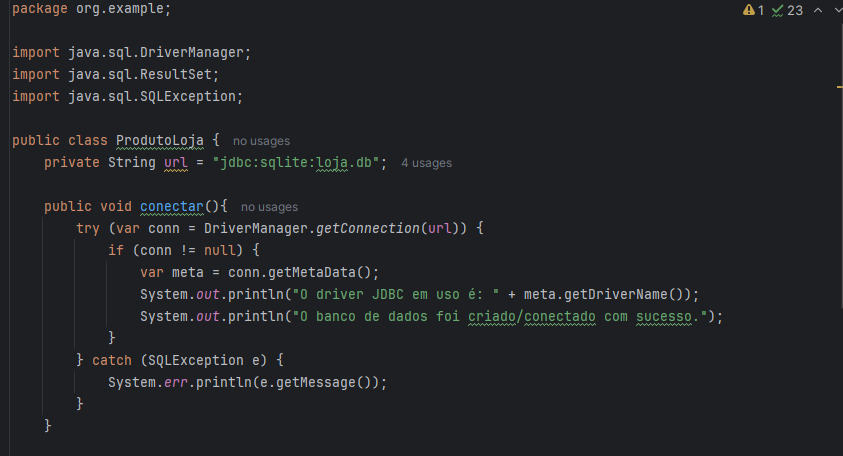 package org.example;
1 23
import java.sql.DriverManager;
import java.sql.ResultSet;
import java.sql.SQLException;
public class ProdutoLoja { no usages
private String url = "jdbc:sqlite:loja.db"; 4 usages
public void conectar(){ no usages
try (var conn = DriverManager.getConnection(url)) {
if (conn != null) {
var meta = conn.getMetaData();
System.out.println("O driver JDBC em uso é: " + meta.getDriverName());
System.out.println("O banco de dados foi criado/conectado com sucesso.");
}
} catch (SQLException e) {
System.err.println(e.getMessage());
}
}